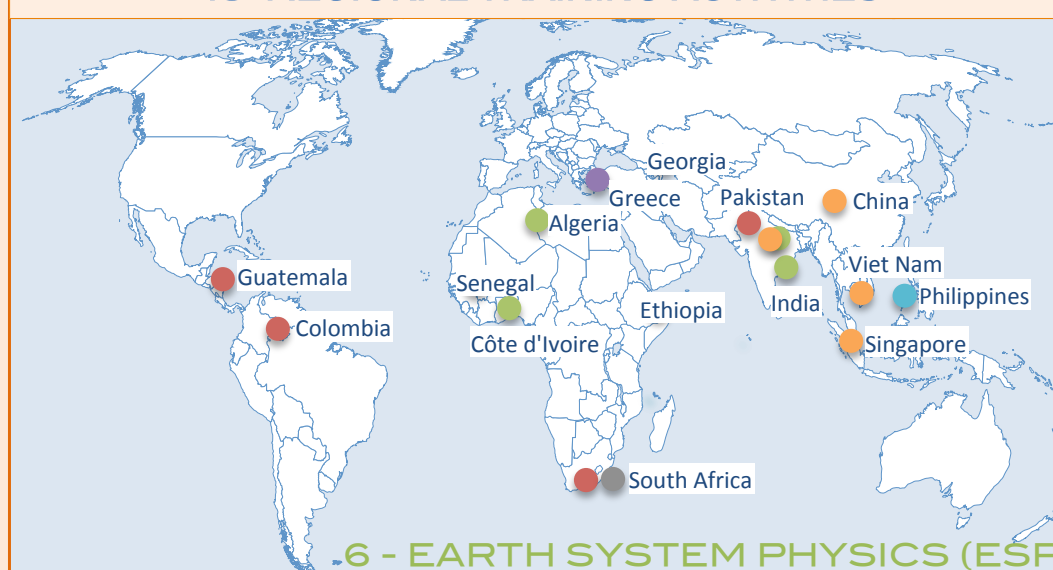 Georgia
Greece
Pakistan
China
Algeria
Guatemala
Senegal
Viet Nam
Ethiopia
India
Philippines
Colombia
Côte d'Ivoire
Singapore
South Africa
6 - EARTH SYSTEM PHYSICS (ESP